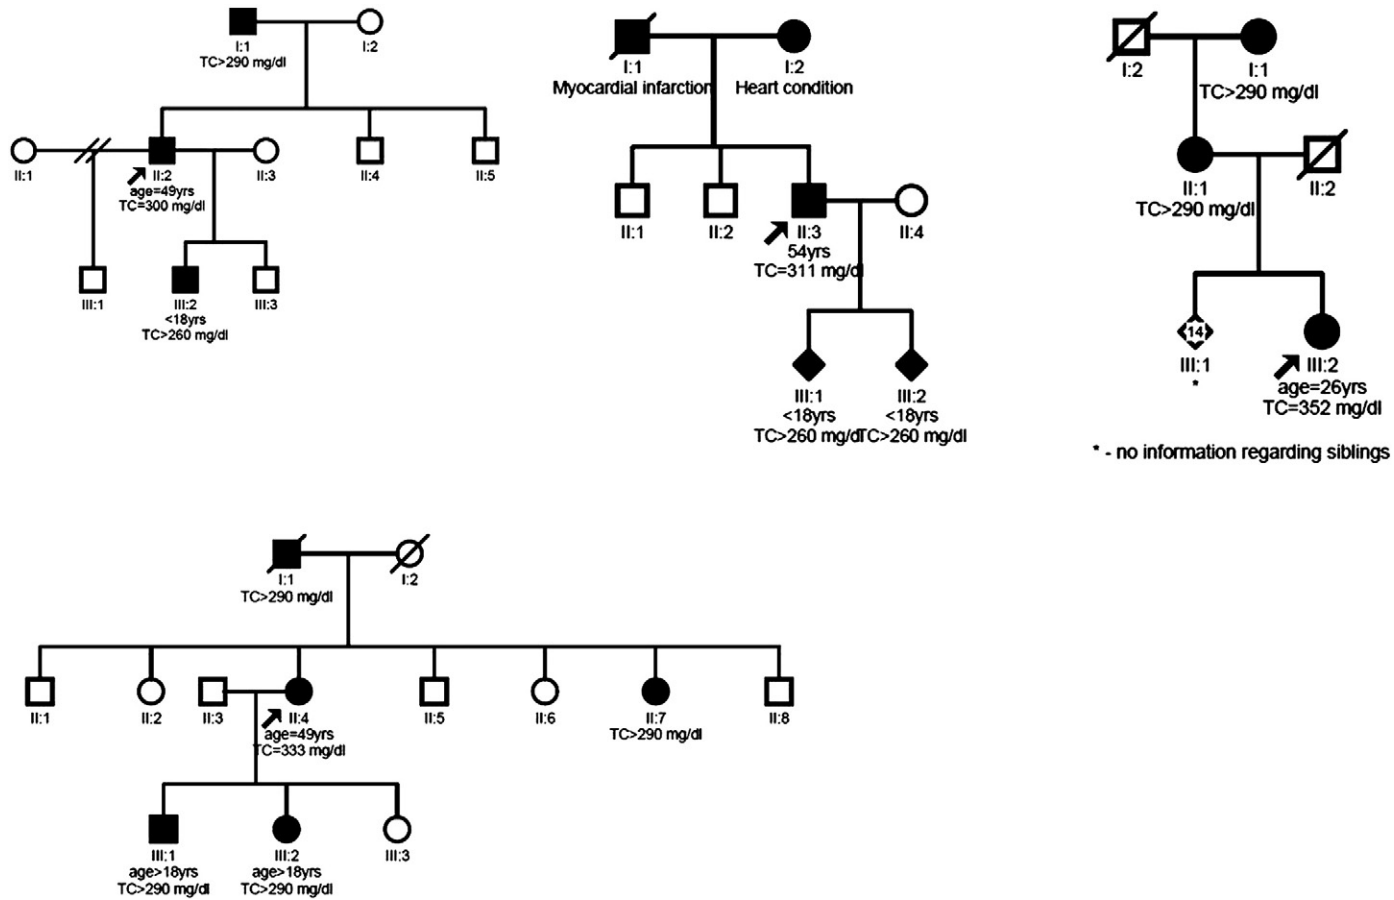 I:1
TC>290 mg/dl
I:2
II:1
II:2
age=49yrs
TC=300 mg/dl
II:3
II:4
II:5
III:1
III:2
<18yrs
TC>260 mg/dl
III:3
I:1
Myocardial infarction
I:2
Heart condition
II:1
II:2
II:3
54yrs
TC=311 mg/dl
II:4
III:1
<18yrs
TC>260 mg/dl
III:2
<18yrs
TC>260 mg/dl
I:2
I:1
TC>290 mg/dl
II:1
TC>290 mg/dl
II:2
14
III:1
*
III:2
age=26yrs
TC=352 mg/dl
* - no information regarding siblings
I:1
TC>290 mg/dl
I:2
II:1
II:2
II:3
II:4
age=49yrs
TC=333 mg/dl
II:5
II:6
II:7
TC>290 mg/dl
II:8
III:1
age>18yrs
TC>290 mg/dl
III:2
age>18yrs
TC>290 mg/dl
III:3